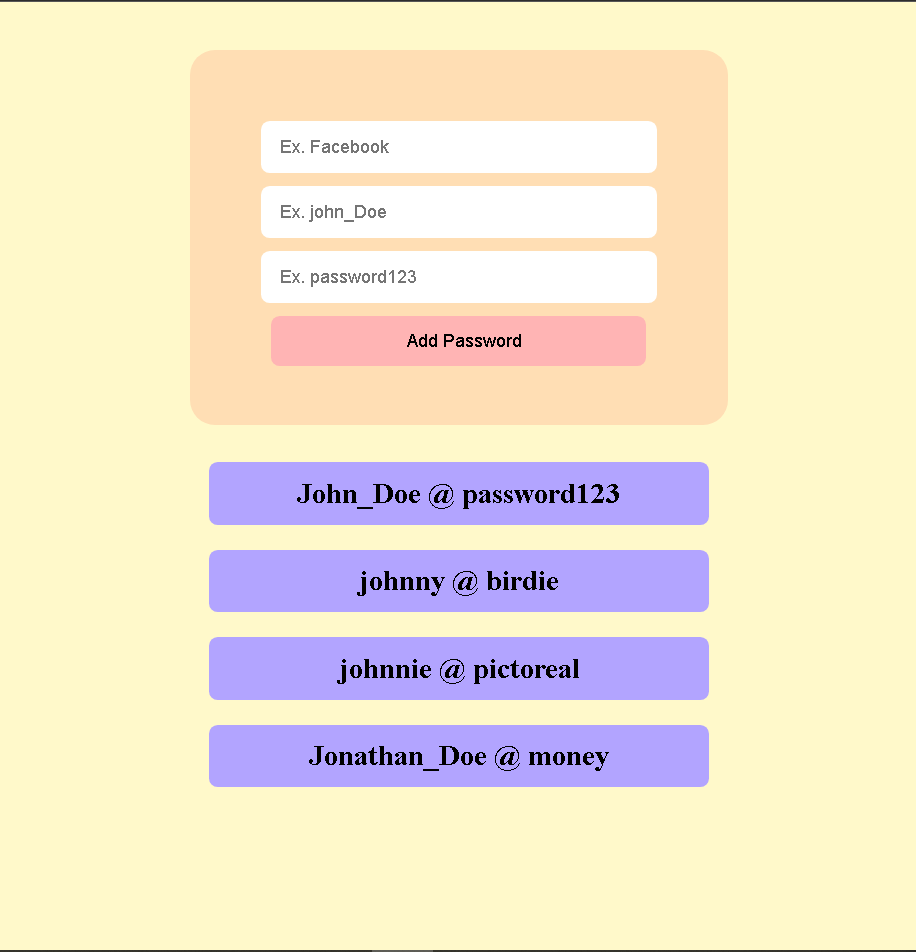 Ex. Facebook
Ex. john_Doe
Ex. password123
Add Password
John_Doe @ password123
johnny @ birdie
johnnie @ pictoreal
Jonathan_Doe @ money